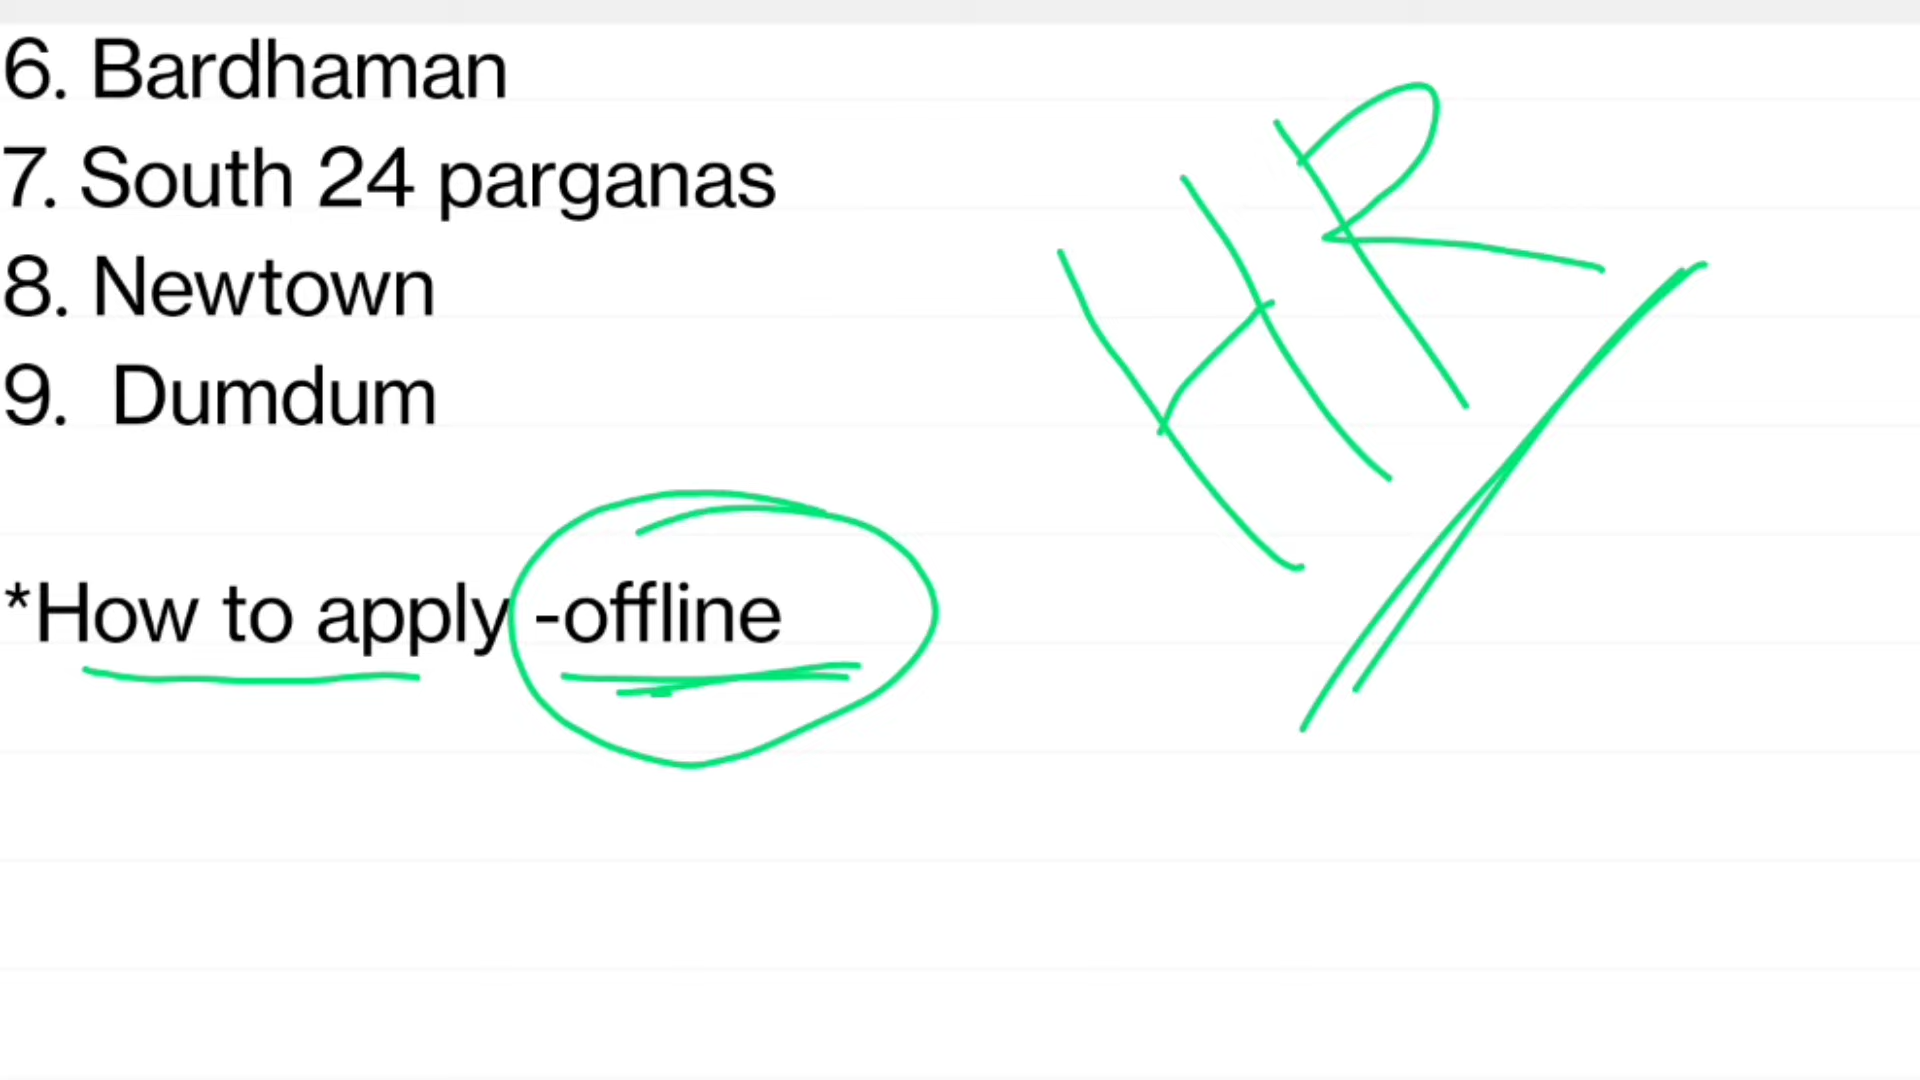 6. Bardhaman
7. South 24 parganas
8. Newtown
9. Dumdum
HR
*How to apply -offline